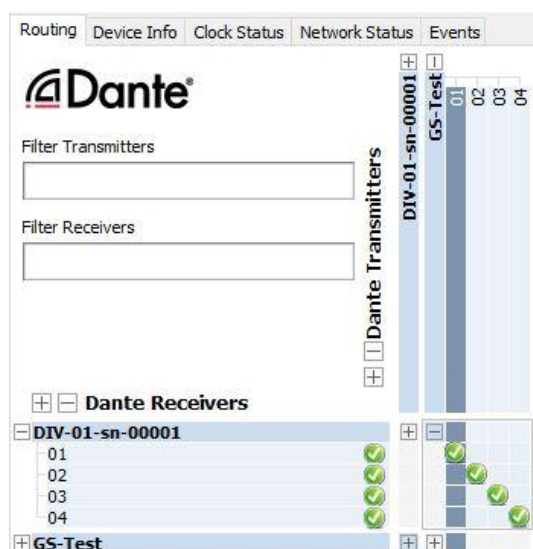 Routing Device Info Clock Status Network Status Events
Dante®
Filter Transmitters
Filter Receivers
Dante Transmitters
DIV-01-sn-00001
GS-Test
01 02 03 04
Dante Receivers
DIV-01-sn-00001
01
02
03
04
GS-Test